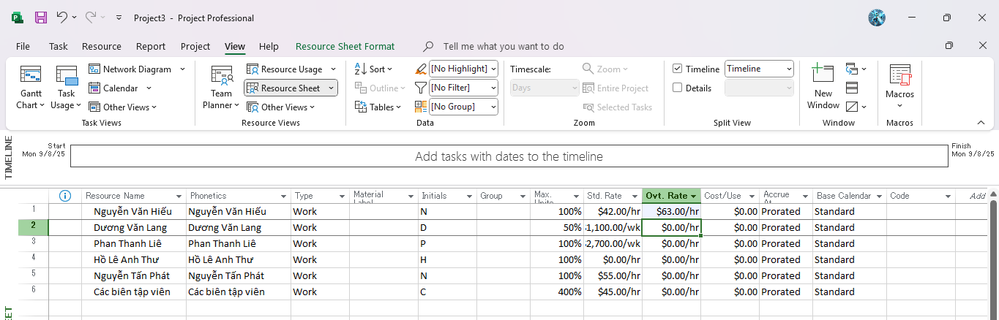 Project3 - Project Professional
File Task Resource Report Project View Help Resource Sheet Format Tell me what you want to do
Gantt Chart
Task Usage
Network Diagram
Calendar
Other Views
Task Views
Team Planner
Resource Usage
Resource Sheet
Other Views
Resource Views
Sort
Outline
Tables
[No Highlight]
[No Filter]
[No Group]
Data
Timescale:
Days
Zoom
Entire Project
Selected Tasks
Zoom
Timeline Timeline
Details
Split View
New Window
Window
Macros
Macros
TIMELINE
Start
Mon 9/8/25
Add tasks with dates to the timeline
Finish
Mon 9/8/25
Resource Name Phonetics Type Material Label Initials Group Max. Units Std. Rate Ovt. Rate Cost/Use Accrue At Base Calendar Code Add
1 Nguyễn Văn Hiếu Nguyễn Văn Hiếu Work N 100% $42.00/hr $63.00/hr $0.00 Prorated Standard
2 Dương Văn Lang Dương Văn Lang Work D 50% $1,100.00/wk $0.00/hr $0.00 Prorated Standard
3 Phan Thanh Liê Phan Thanh Liê Work P 100% $2,700.00/wk $0.00/hr $0.00 Prorated Standard
4 Hồ Lê Anh Thư Hồ Lê Anh Thư Work H 100% $0.00/hr $0.00/hr $0.00 Prorated Standard
5 Nguyễn Tấn Phát Nguyễn Tấn Phát Work N 100% $55.00/hr $0.00/hr $0.00 Prorated Standard
6 Các biên tập viên Các biên tập viên Work C 400% $45.00/hr $0.00/hr $0.00 Prorated Standard